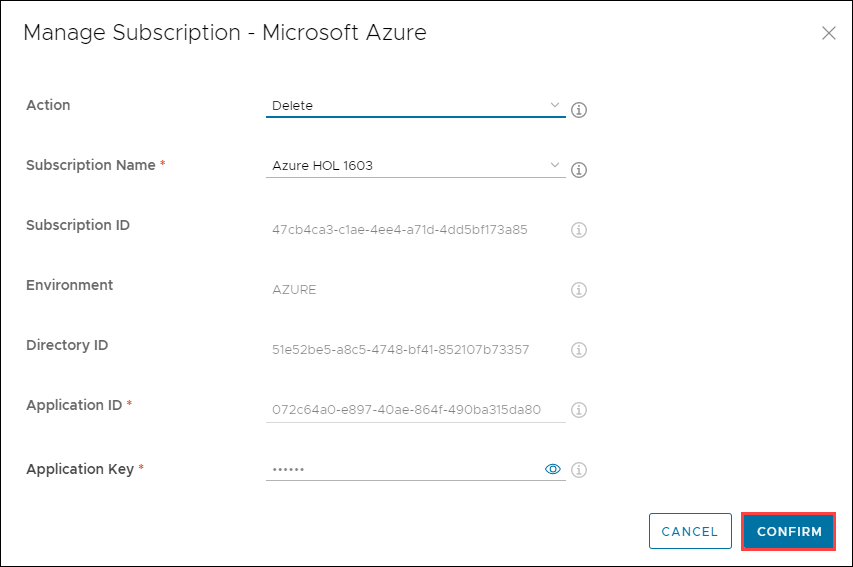 Manage Subscription - Microsoft Azure
Action
Delete
Subscription Name *
Azure HOL 1603
Subscription ID
47cb4ca3-c1ae-4ee4-a71d-4dd5bf173a85
Environment
AZURE
Directory ID
51e52be5-a8c5-4748-bf41-852107b73357
Application ID *
072c64a0-e897-40ae-864f-490ba315da80
Application Key *
••••••
CANCEL
CONFIRM